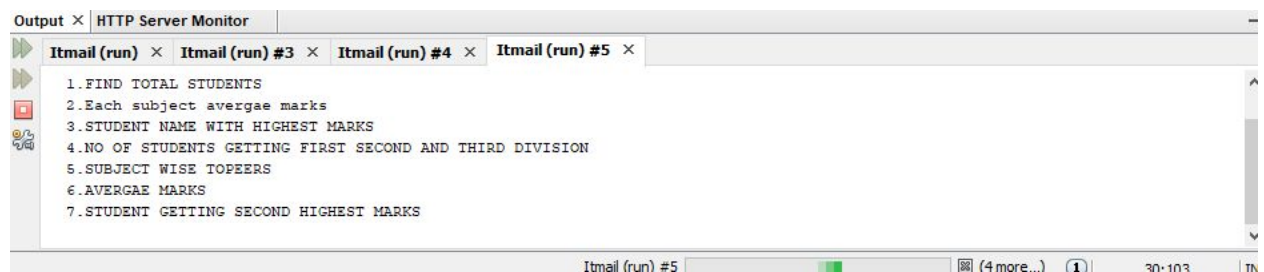 Output × HTTP Server Monitor
Itmail (run) × Itmail (run) #3 × Itmail (run) #4 × Itmail (run) #5 ×
1.FIND TOTAL STUDENTS
2.Each subject avergae marks
3.STUDENT NAME WITH HIGHEST MARKS
4.NO OF STUDENTS GETTING FIRST SECOND AND THIRD DIVISION
5.SUBJECT WISE TOPEERS
6.AVERGAE MARKS
7.STUDENT GETTING SECOND HIGHEST MARKS
Itmail (run) #5 (4 more...) 1 30:103 IN